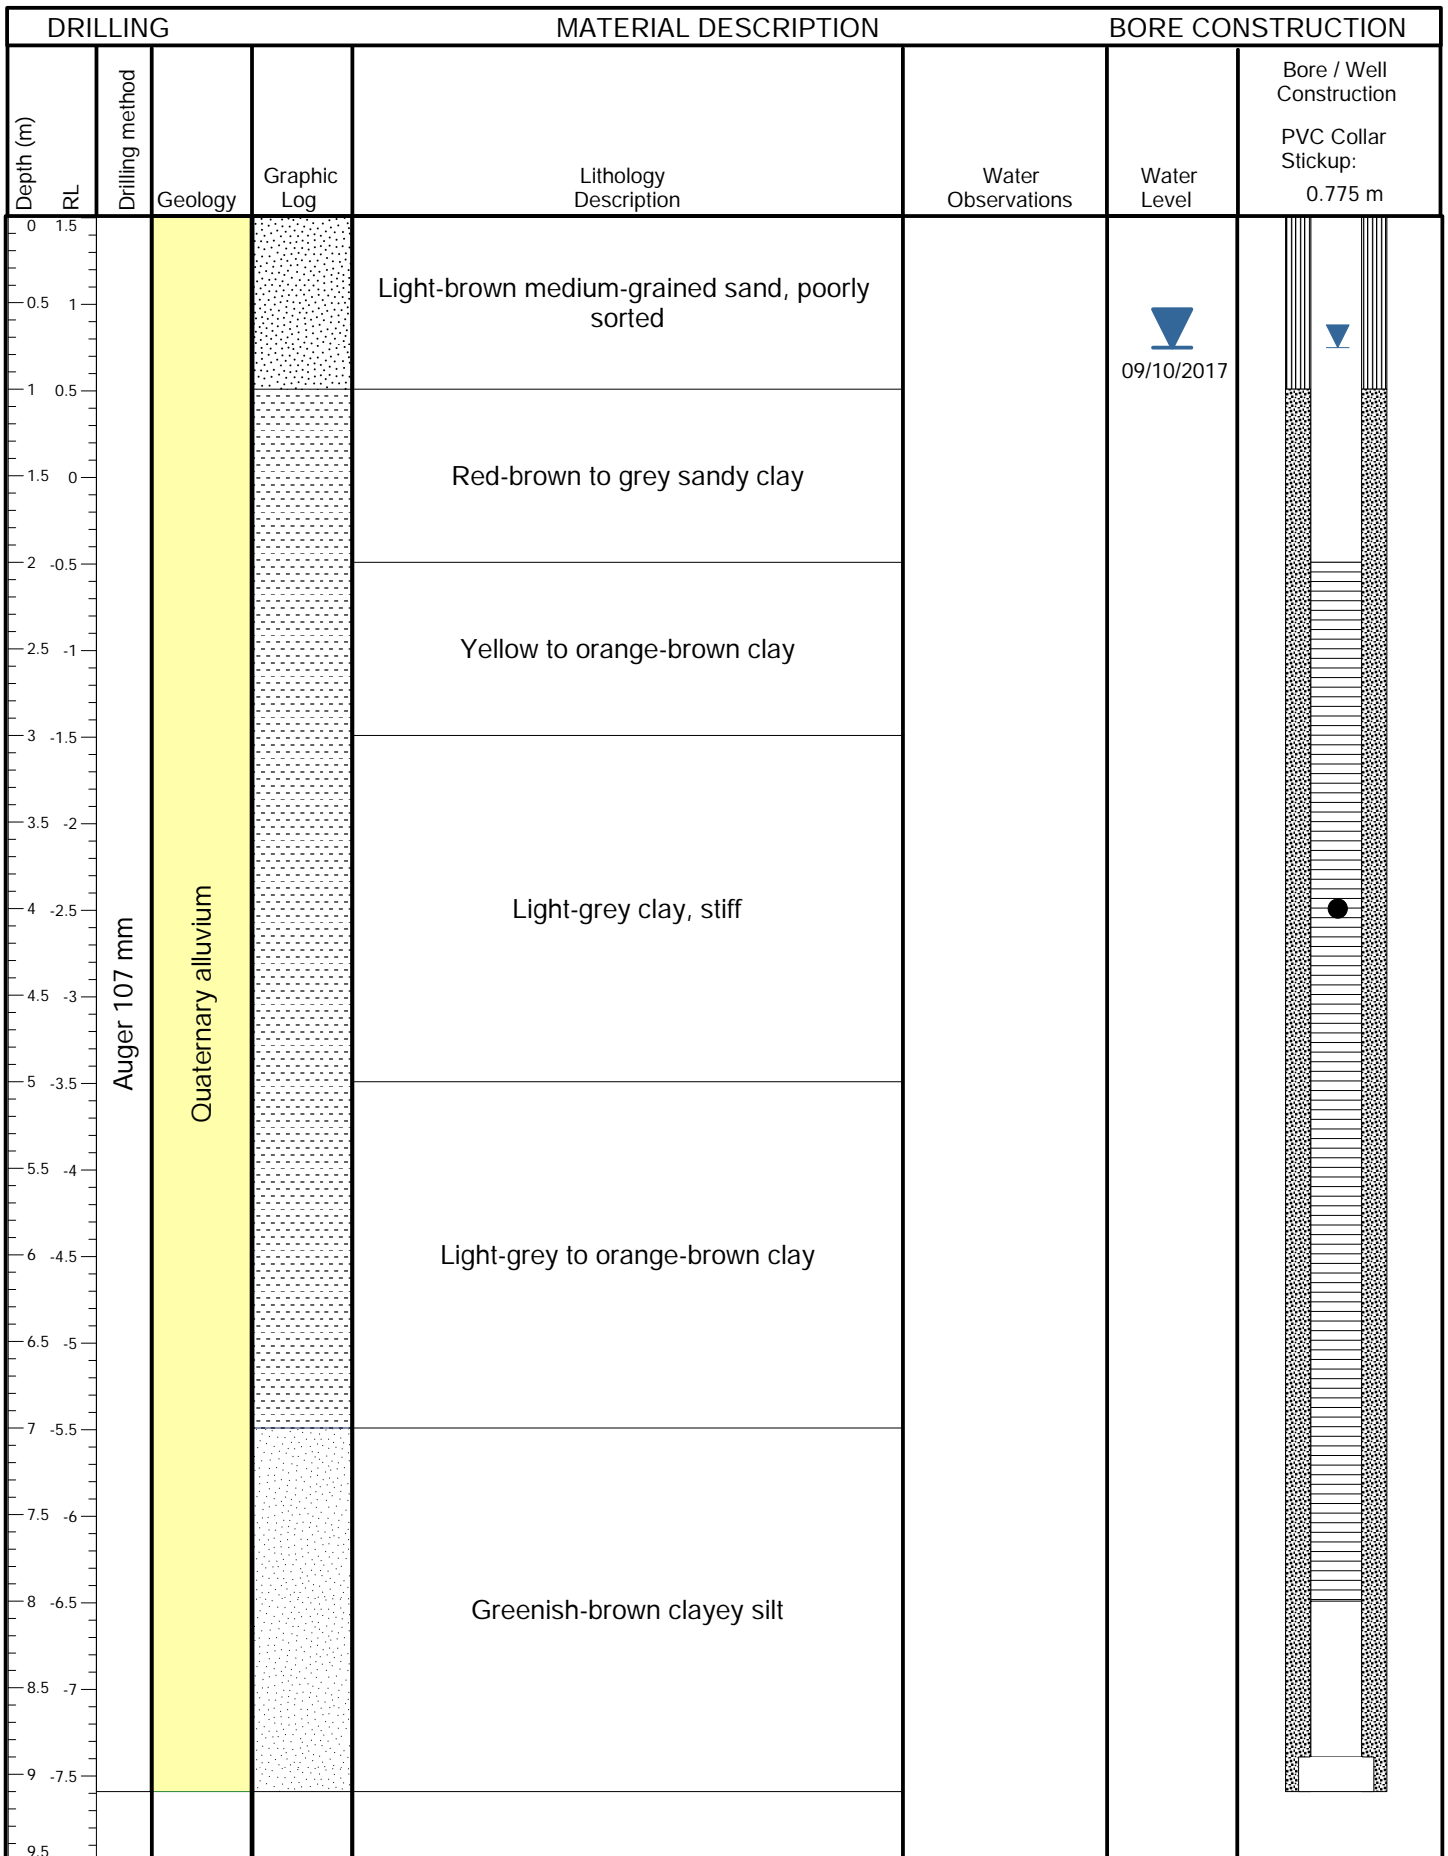 DRILLING MATERIAL DESCRIPTION BORE CONSTRUCTION
Depth (m)
RL
Drilling method
Geology
Graphic
Log
Lithology
Description
Water
Observations
Water
Level
Bore / Well
Construction
PVC Collar
Stickup:
0.775 m
0 1.5
0.5 1
1 0.5
1.5 0
2 -0.5
2.5 -1
3 -1.5
3.5 -2
4 -2.5
4.5 -3
5 -3.5
5.5 -4
6 -4.5
6.5 -5
7 -5.5
7.5 -6
8 -6.5
8.5 -7
9 -7.5
9.5
Auger 107 mm
Quaternary alluvium
Light-brown medium-grained sand, poorly
sorted
Red-brown to grey sandy clay
Yellow to orange-brown clay
Light-grey clay, stiff
Light-grey to orange-brown clay
Greenish-brown clayey silt
09/10/2017